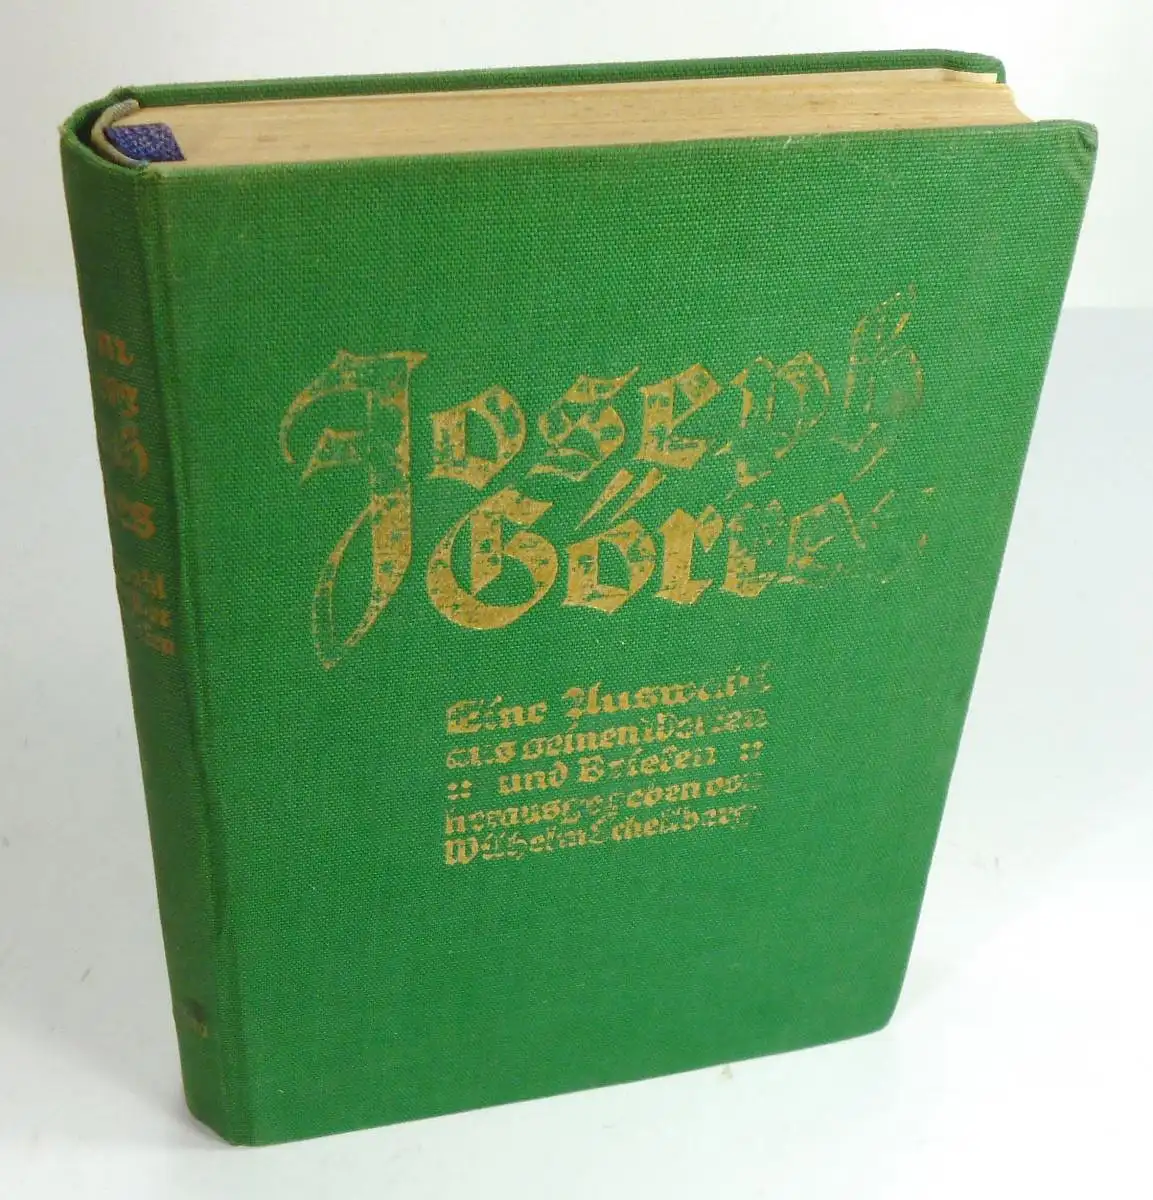 Joseph
Görres
Eine Auswahl
aus seinen Werken
:: und Briefen ::
herausgegeben von
Wilhelm Schellberg